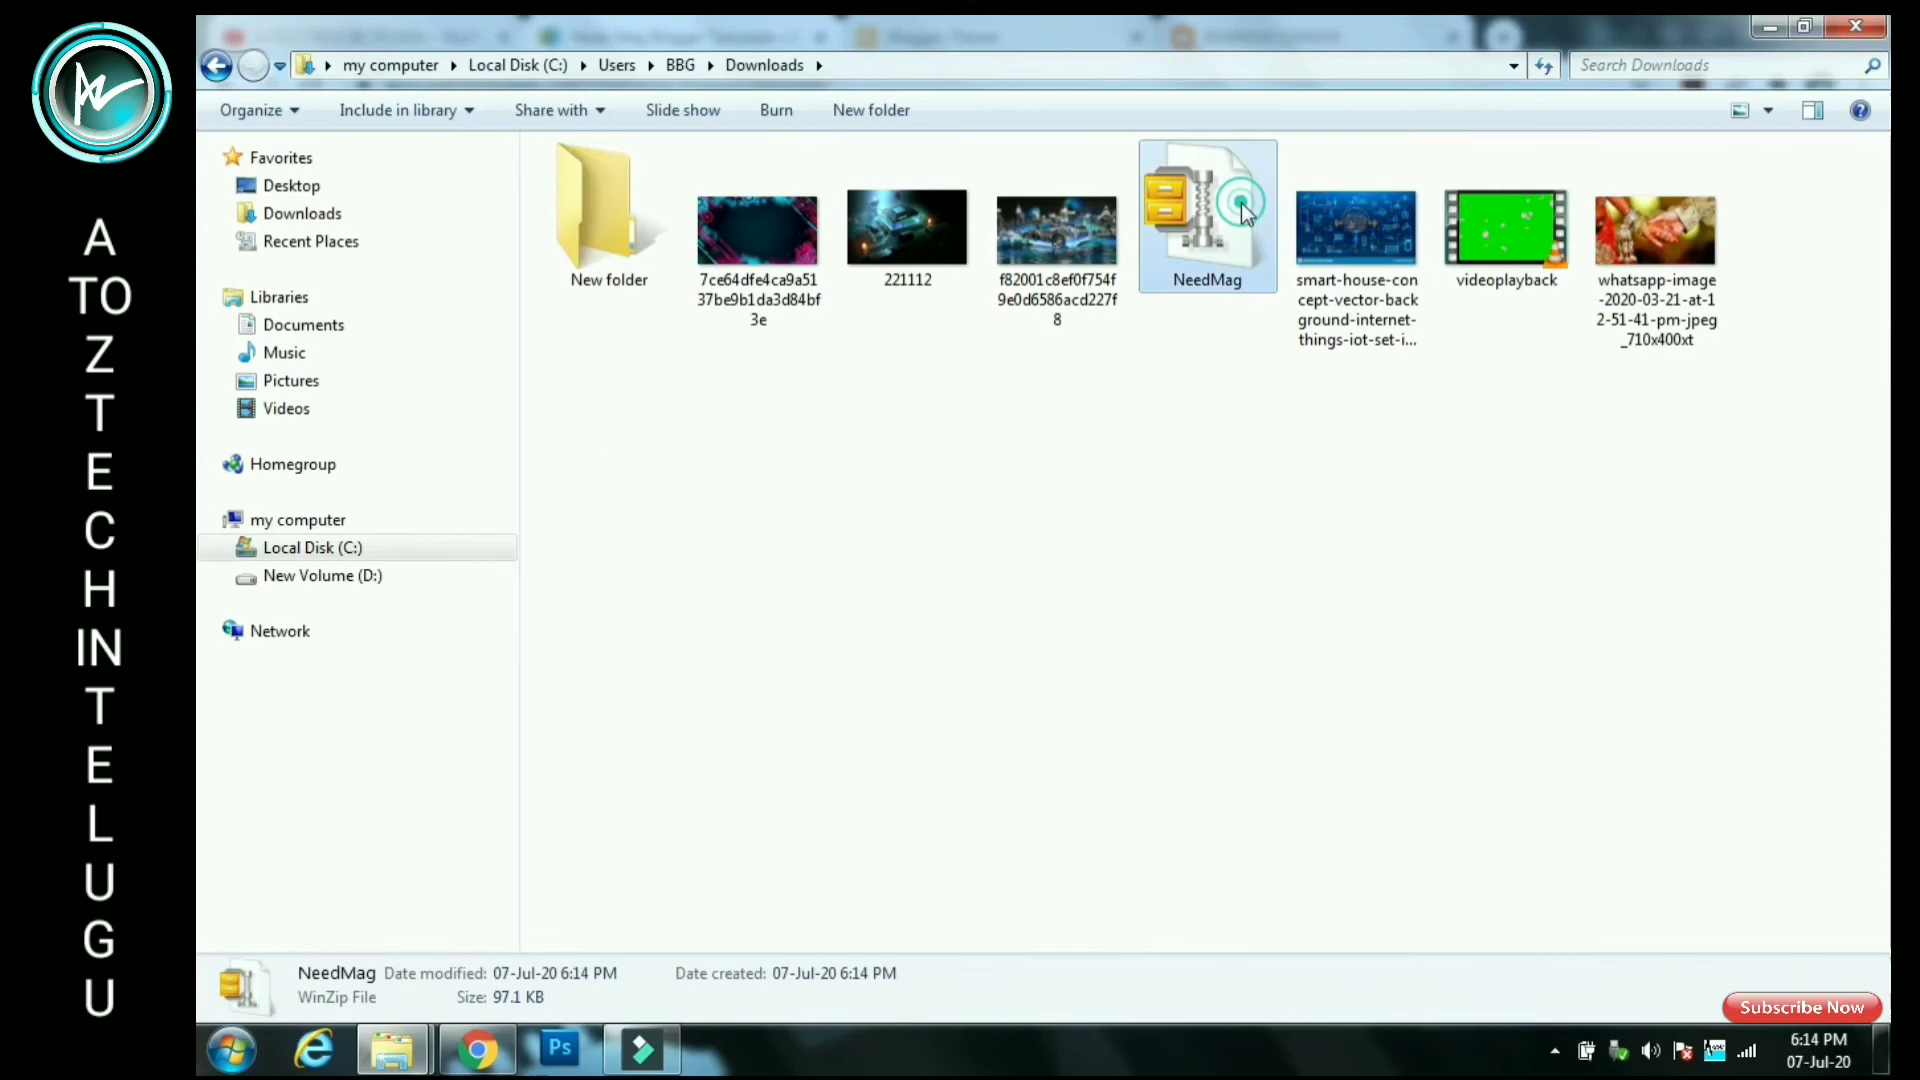 A
TO
Z
T
E
C
H
IN
T
E
L
U
G
U
my computer Local Disk (C:) Users BBG Downloads
Search Downloads
Organize Include in library Share with Slide show Burn New folder
Favorites
Desktop
Downloads
Recent Places
Libraries
Documents
Music
Pictures
Videos
Homegroup
my computer
Local Disk (C:)
New Volume (D:)
Network
New folder
7ce64dfe4ca9a51
37be9b1da3d84bf
3e
221112
f82001c8ef0f754f
9e0d6586acd227f
8
NeedMag
smart-house-con
cept-vector-back
ground-internet-
things-iot-set-i...
videoplayback
whatsapp-image
-2020-03-21-at-1
2-51-41-pm-jpeg
_710x400xt
NeedMag Date modified: 07-Jul-20 6:14 PM Date created: 07-Jul-20 6:14 PM
WinZip File Size: 97.1 KB
Subscribe Now
Ps
6:14 PM
07-Jul-20